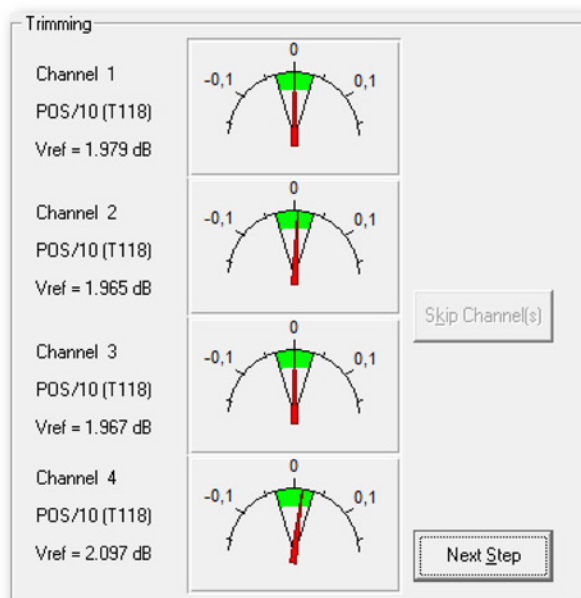 Trimming
Channel 1
POS/10 (T118)
Vref = 1.979 dB
-0,1 0 0,1
Channel 2
POS/10 (T118)
Vref = 1.965 dB
-0,1 0 0,1
Channel 3
POS/10 (T118)
Vref = 1.967 dB
-0,1 0 0,1
Channel 4
POS/10 (T118)
Vref = 2.097 dB
-0,1 0 0,1
Skip Channel(s)
Next Step